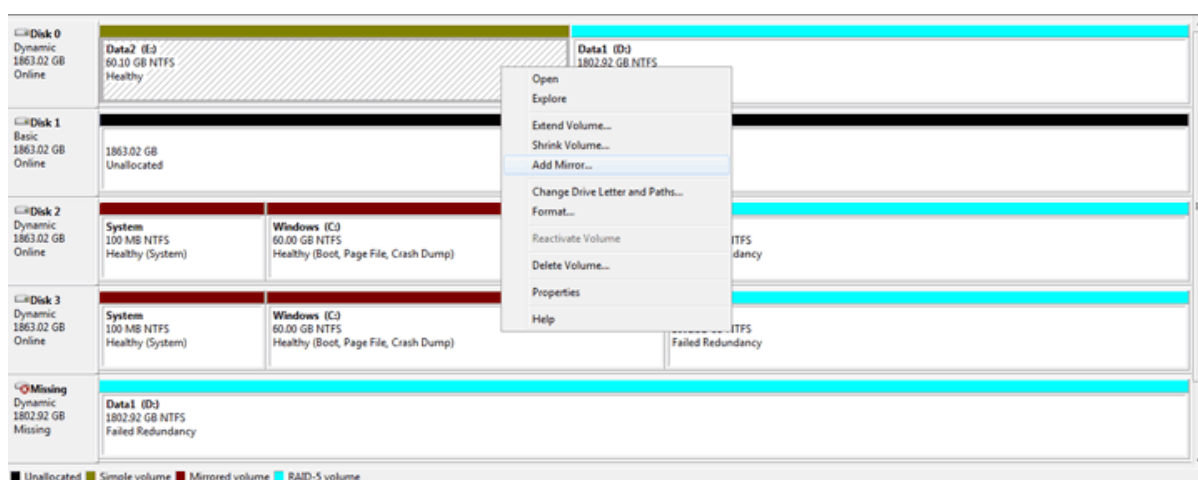 Disk 0
Dynamic
1863.02 GB
Online
Data2 (E:)
60.10 GB NTFS
Healthy
Data1 (D:)
1802.92 GB NTFS
Disk 1
Basic
1863.02 GB
Online
1863.02 GB
Unallocated
Disk 2
Dynamic
1863.02 GB
Online
System
100 MB NTFS
Healthy (System)
Windows (C:)
60.00 GB NTFS
Healthy (Boot, Page File, Crash Dump)
Disk 3
Dynamic
1863.02 GB
Online
System
100 MB NTFS
Healthy (System)
Windows (C:)
60.00 GB NTFS
Healthy (Boot, Page File, Crash Dump)
Failed Redundancy
Missing
Dynamic
1802.92 GB
Missing
Data1 (D:)
1802.92 GB NTFS
Failed Redundancy
Open
Explore
Extend Volume...
Shrink Volume...
Add Mirror...
Change Drive Letter and Paths...
Format...
Reactivate Volume
Delete Volume...
Properties
Help
Unallocated Simple volume Mirrored volume RAID-5 volume